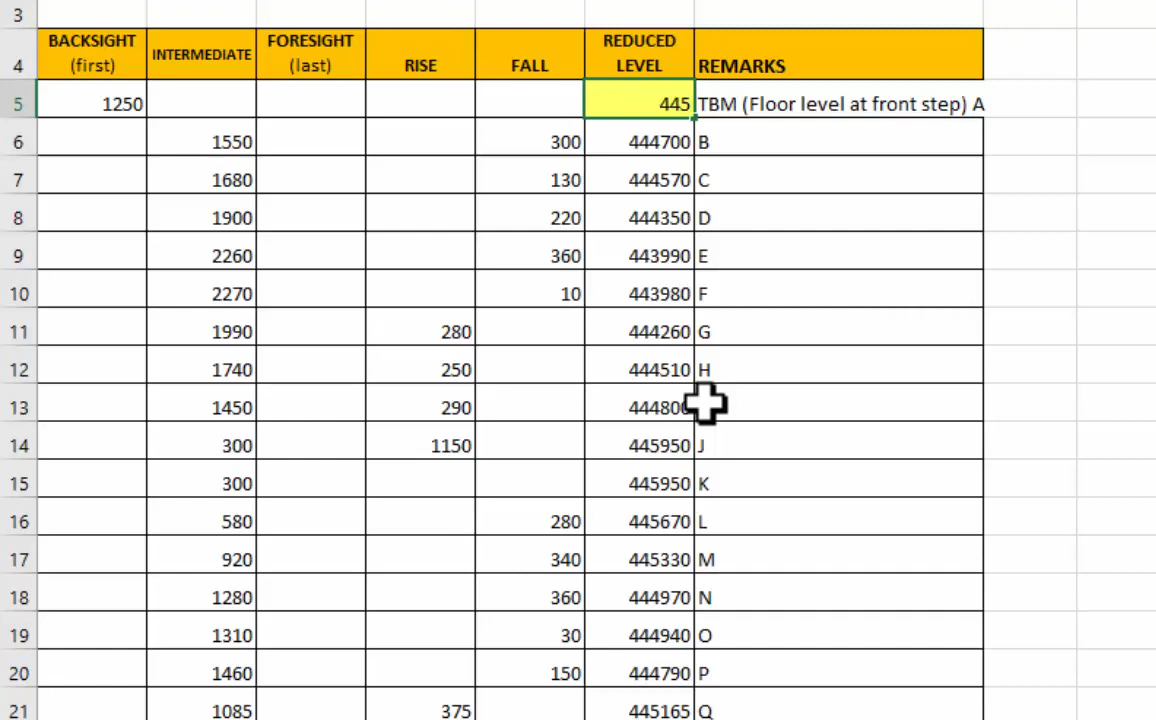 3
BACKSIGHT FORESIGHT REDUCED
4 (first) INTERMEDIATE (last) RISE FALL LEVEL REMARKS
5 1250 445 TBM (Floor level at front step) A
6 1550 300 444700 B
7 1680 130 444570 C
8 1900 220 444350 D
9 2260 360 443990 E
10 2270 10 443980 F
11 1990 280 444260 G
12 1740 250 444510 H
13 1450 290
14 300 1150 445950 J
15 300 445950 K
16 580 280 445670 L
17 920 340 445330 M
18 1280 360 444970 N
19 1310 30 444940 O
20 1460 150 444790 P
21 1085 375 445165 Q